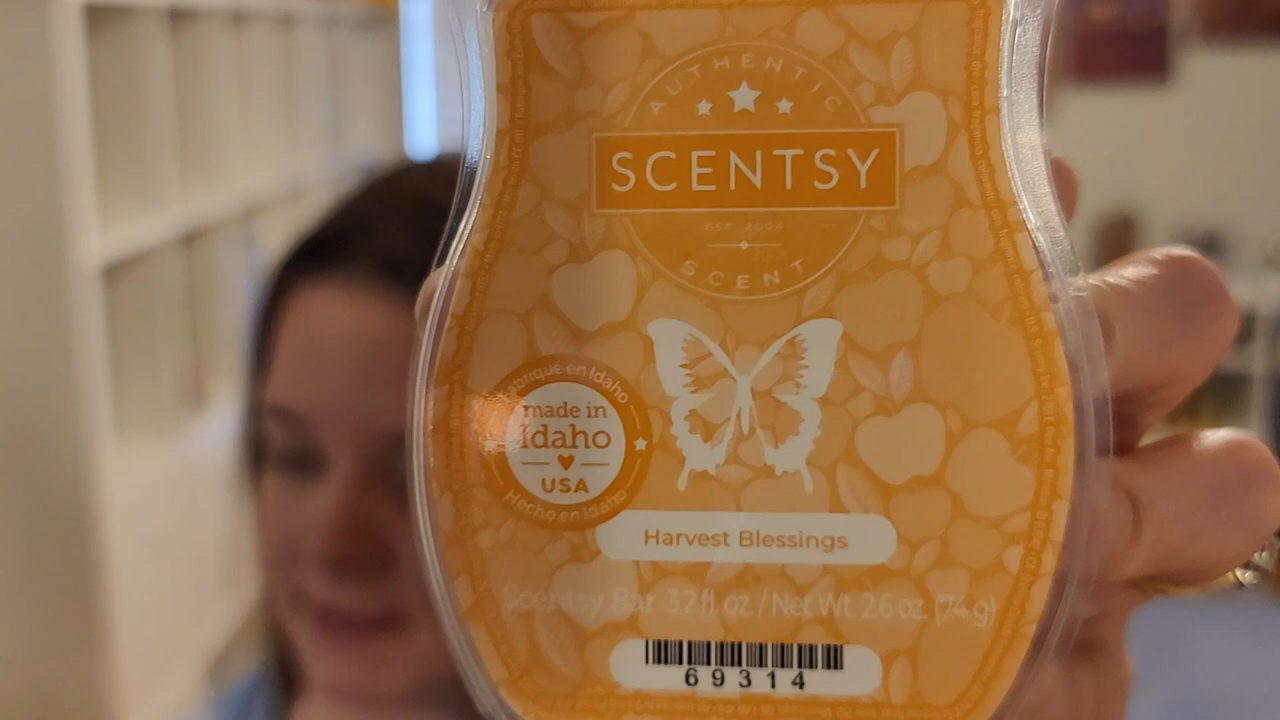 AUTHENTIC
SCENTSY
EST 2004
SCENT
Fabriqué en Idaho
made in
Idaho
USA
Hecho en Idaho
Harvest Blessings
Scentsy Bar 3.2 fl. oz / Net Wt. 2.6 oz (74 g)
69314